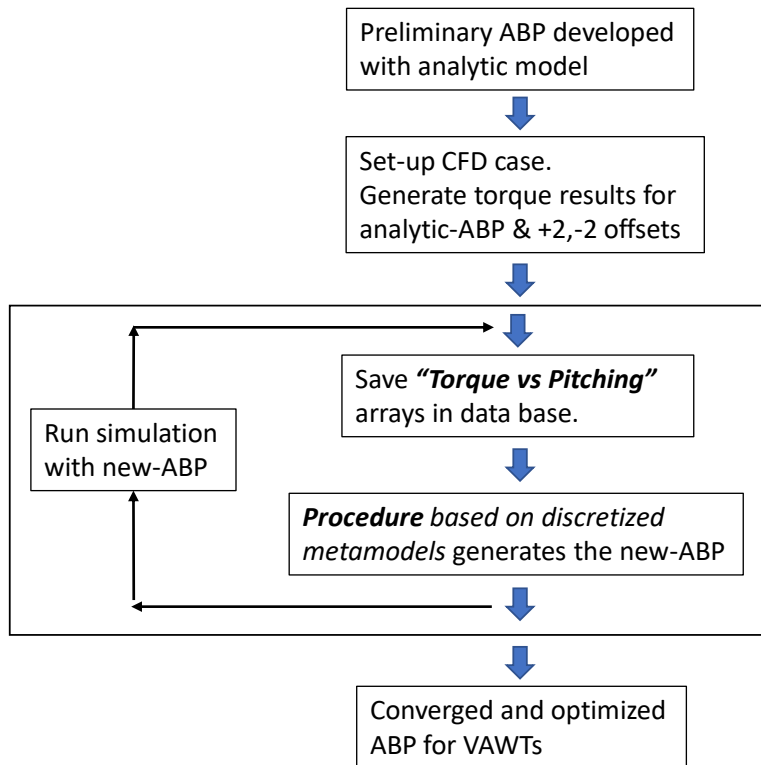 Preliminary ABP developed
with analytic model
Set-up CFD case.
Generate torque results for
analytic-ABP & +2,-2 offsets
Save “Torque vs Pitching”
arrays in data base.
Run simulation
with new-ABP
Procedure based on discretized
metamodels generates the new-ABP
Converged and optimized
ABP for VAWTs